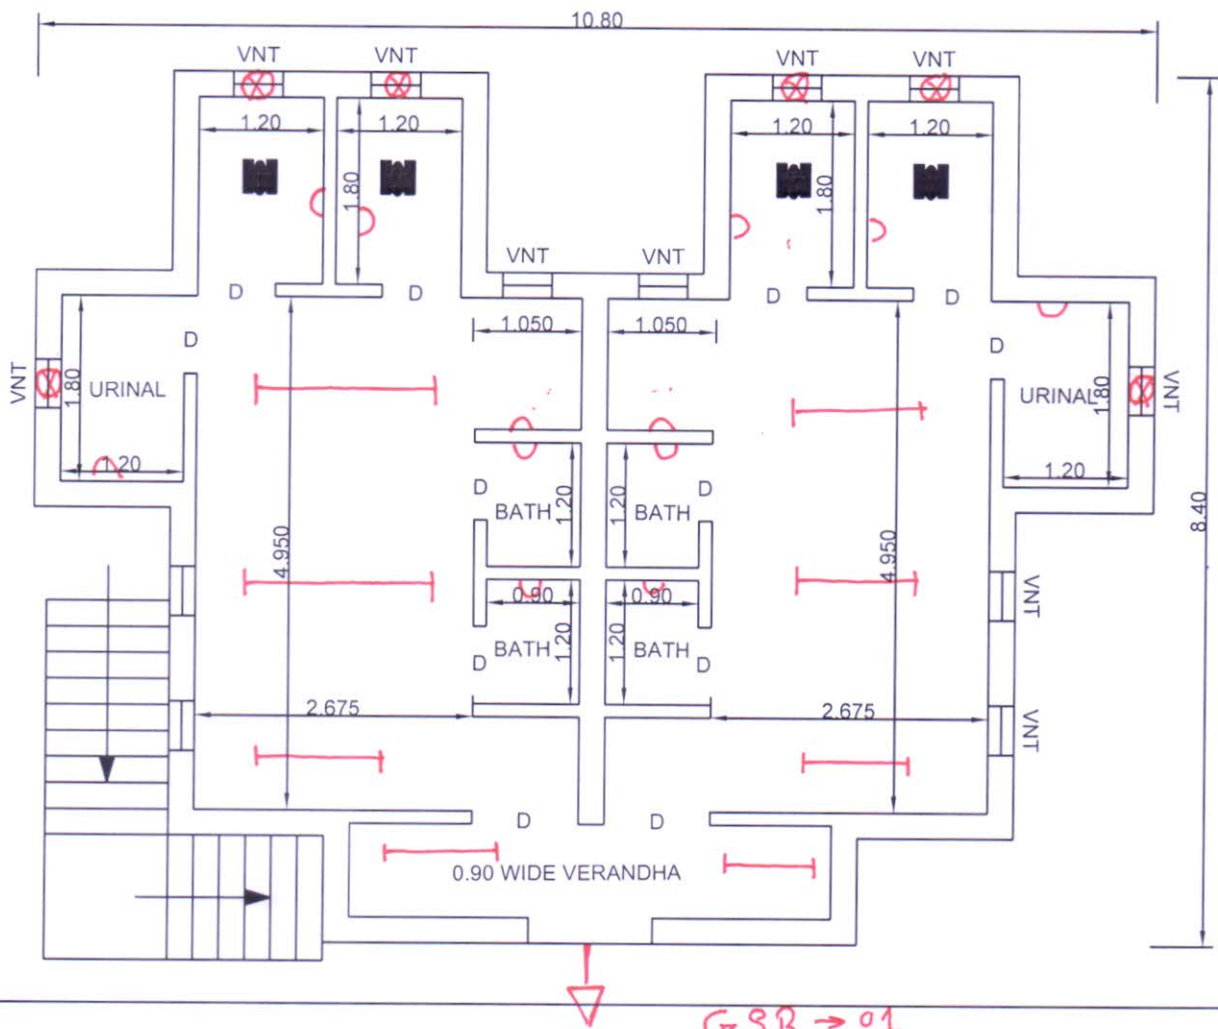 10.80
VNT VNT VNT VNT
1.20 1.20 1.20 1.20
1.80 1.80
VNT VNT
D D D D
1.050 1.050
D D
VNT 1.80 URINAL URINAL 1.80 VNT
1.20 1.20
D D
BATH 1.20 1.20 BATH
8.40
4.950 4.950
0.90 0.90 VNT
BATH 1.20 1.20 BATH
D D
2.675 2.675 VNT
D D
0.90 WIDE VERANDHA
→ 01